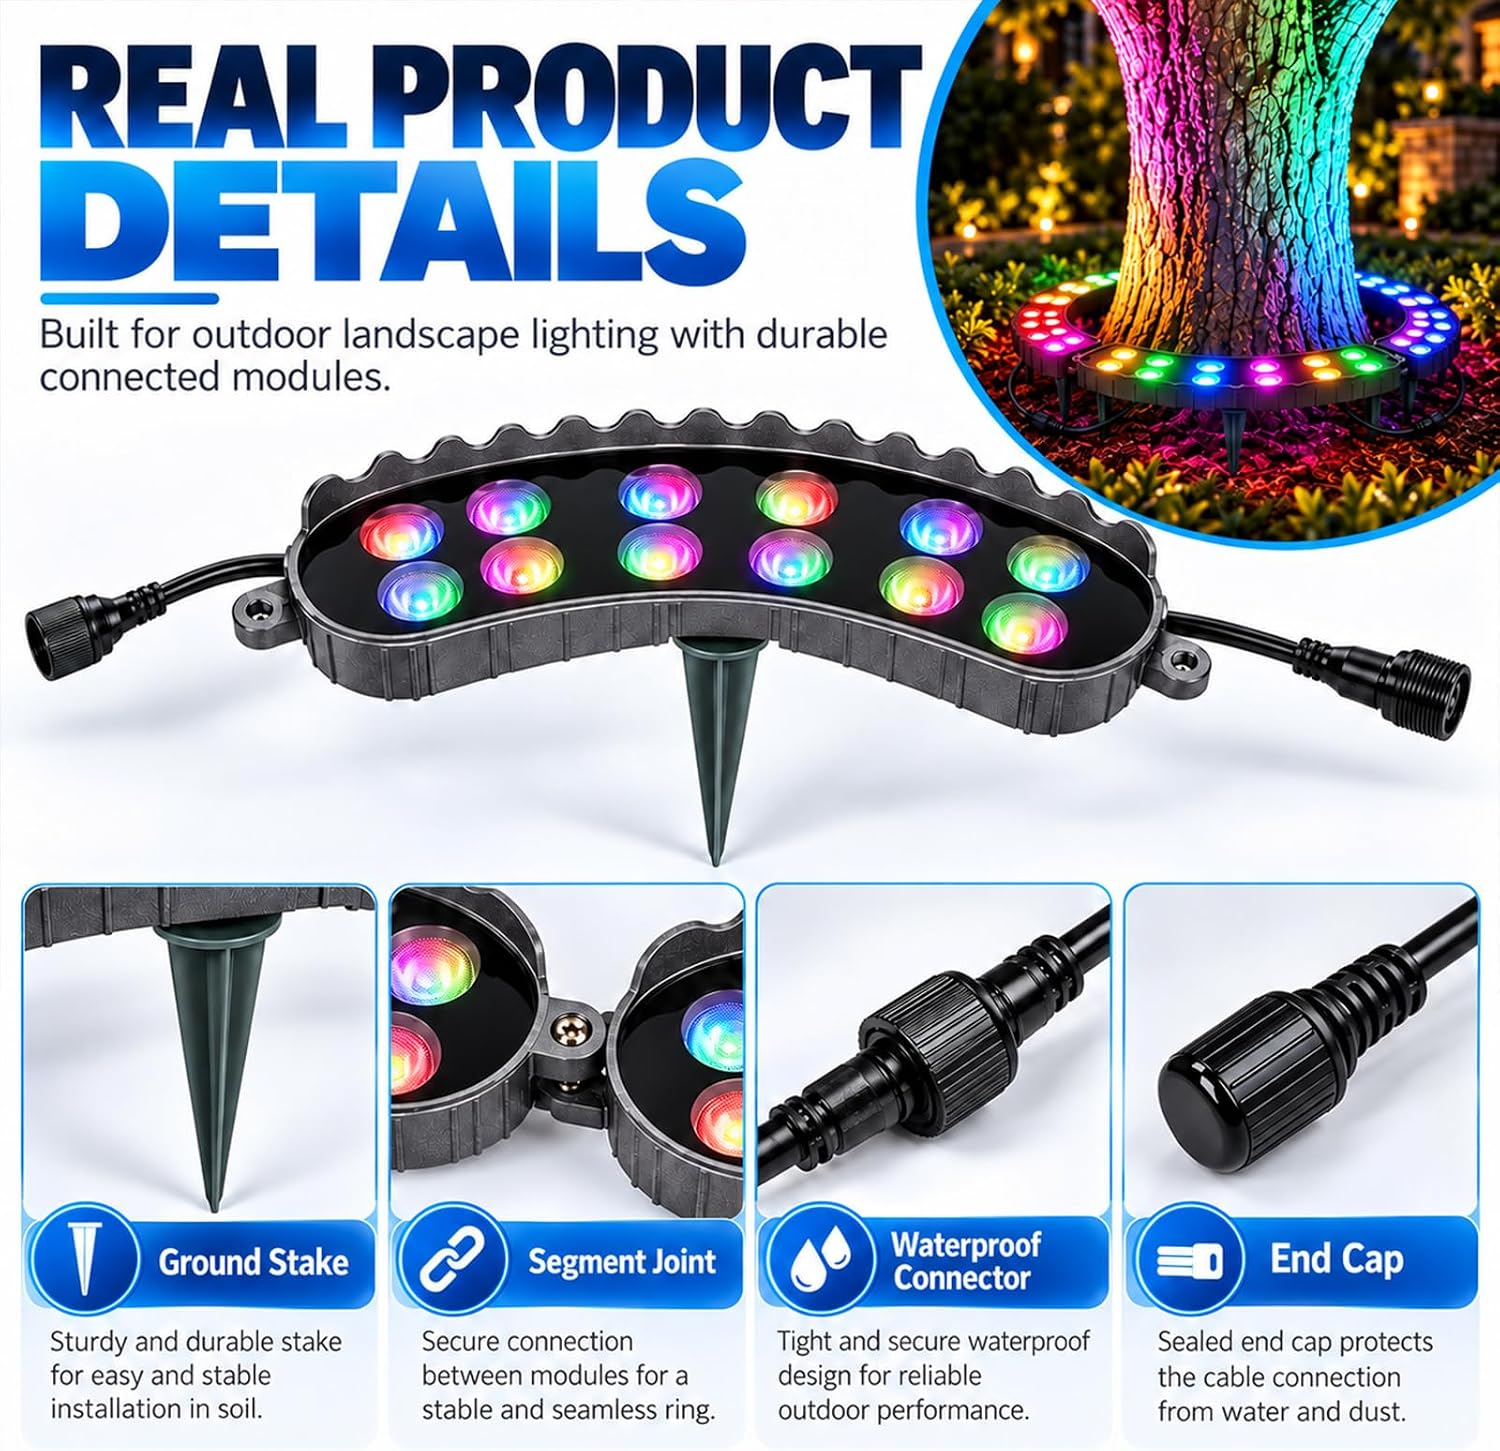 REAL PRODUCT
DETAILS
Built for outdoor landscape lighting with durable
connected modules.
Ground Stake
Sturdy and durable stake
for easy and stable
installation in soil.
Segment Joint
Secure connection
between modules for a
stable and seamless ring.
Waterproof
Connector
Tight and secure waterproof
design for reliable
outdoor performance.
End Cap
Sealed end cap protects
the cable connection
from water and dust.